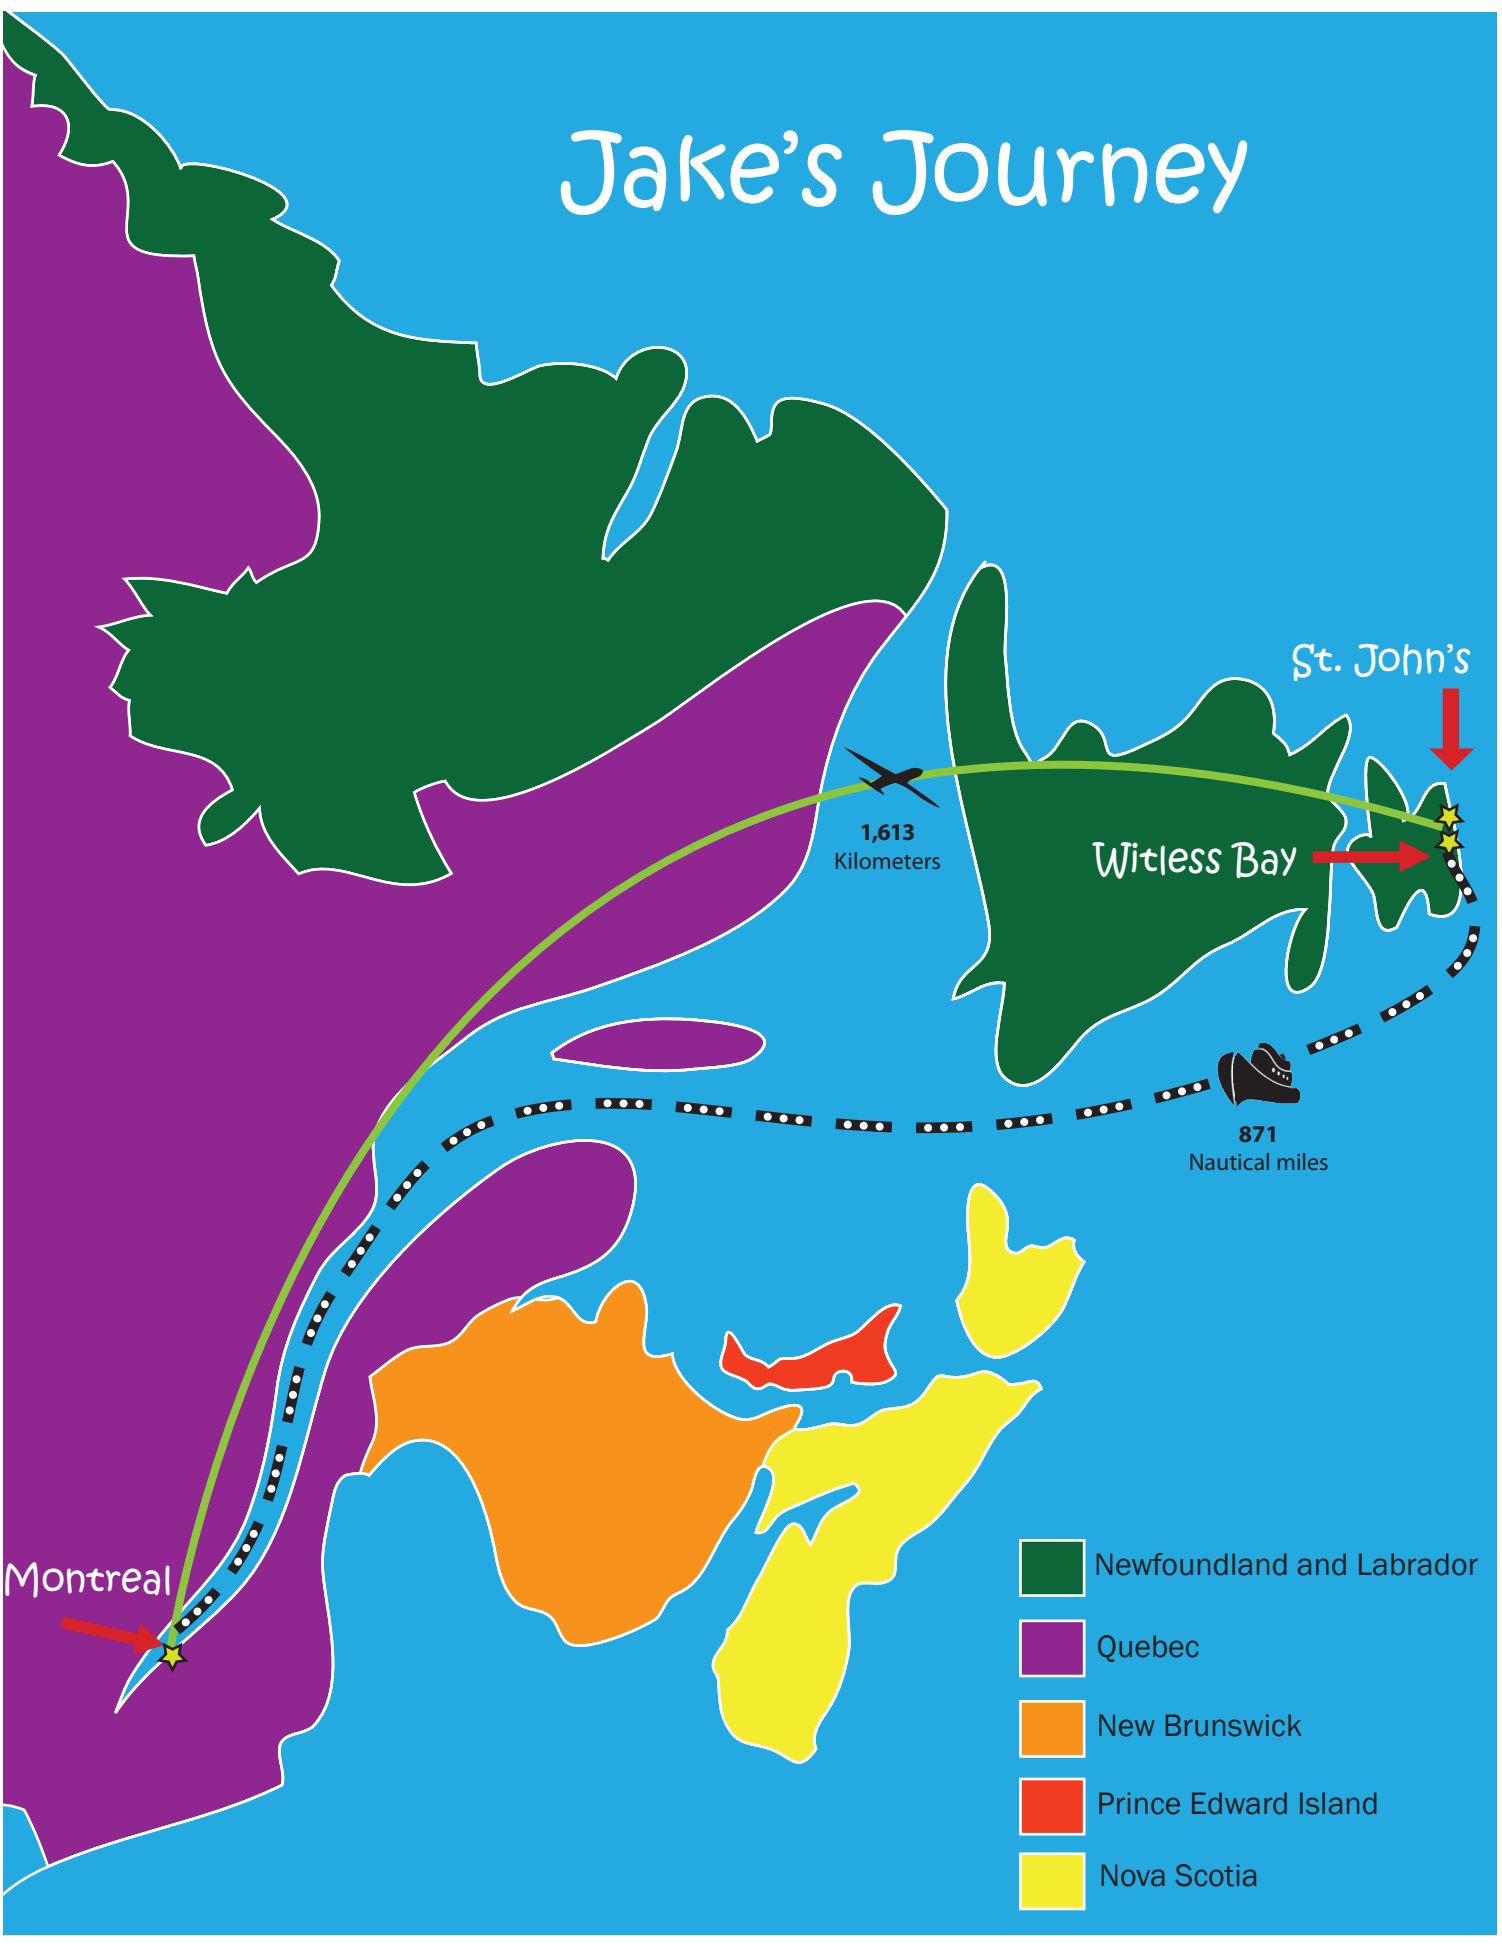 Jake's Journey
St. John's
1,613
Kilometers
Witless Bay
871
Nautical miles
Montreal
Newfoundland and Labrador
Quebec
New Brunswick
Prince Edward Island
Nova Scotia